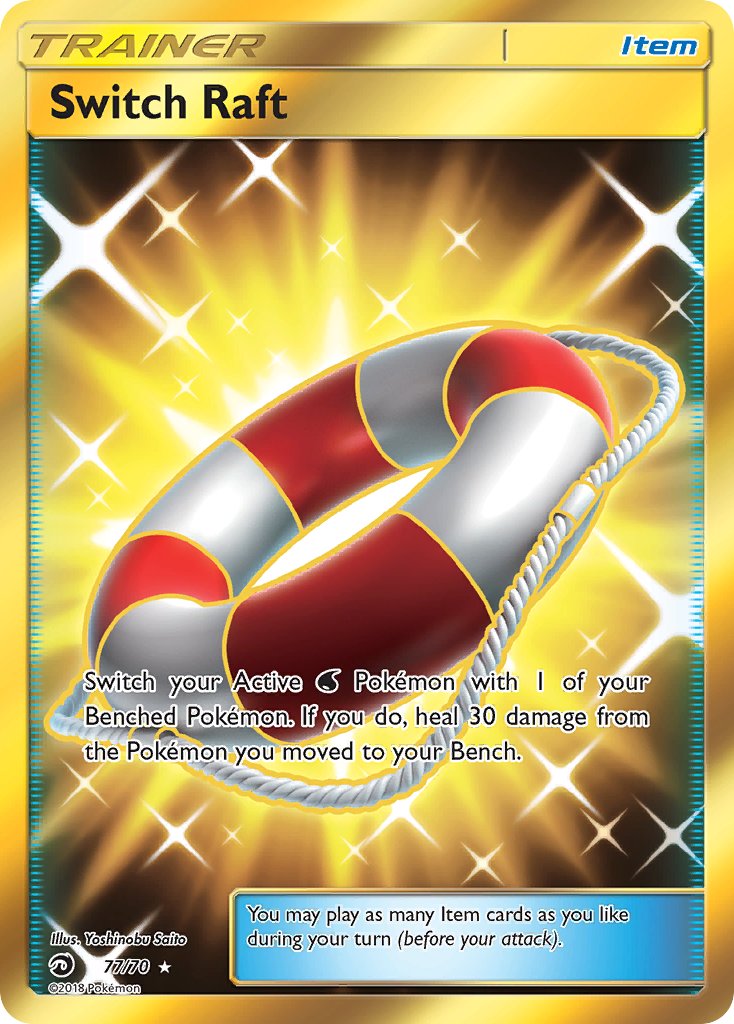 TRAINER
Item
Switch Raft
Switch your Active Pokémon with 1 of your
Benched Pokémon. If you do, heal 30 damage from
the Pokémon you moved to your Bench.
You may play as many Item cards as you like
during your turn (before your attack).
Illus. Yoshinobu Saito
77/70 ★
©2018 Pokémon